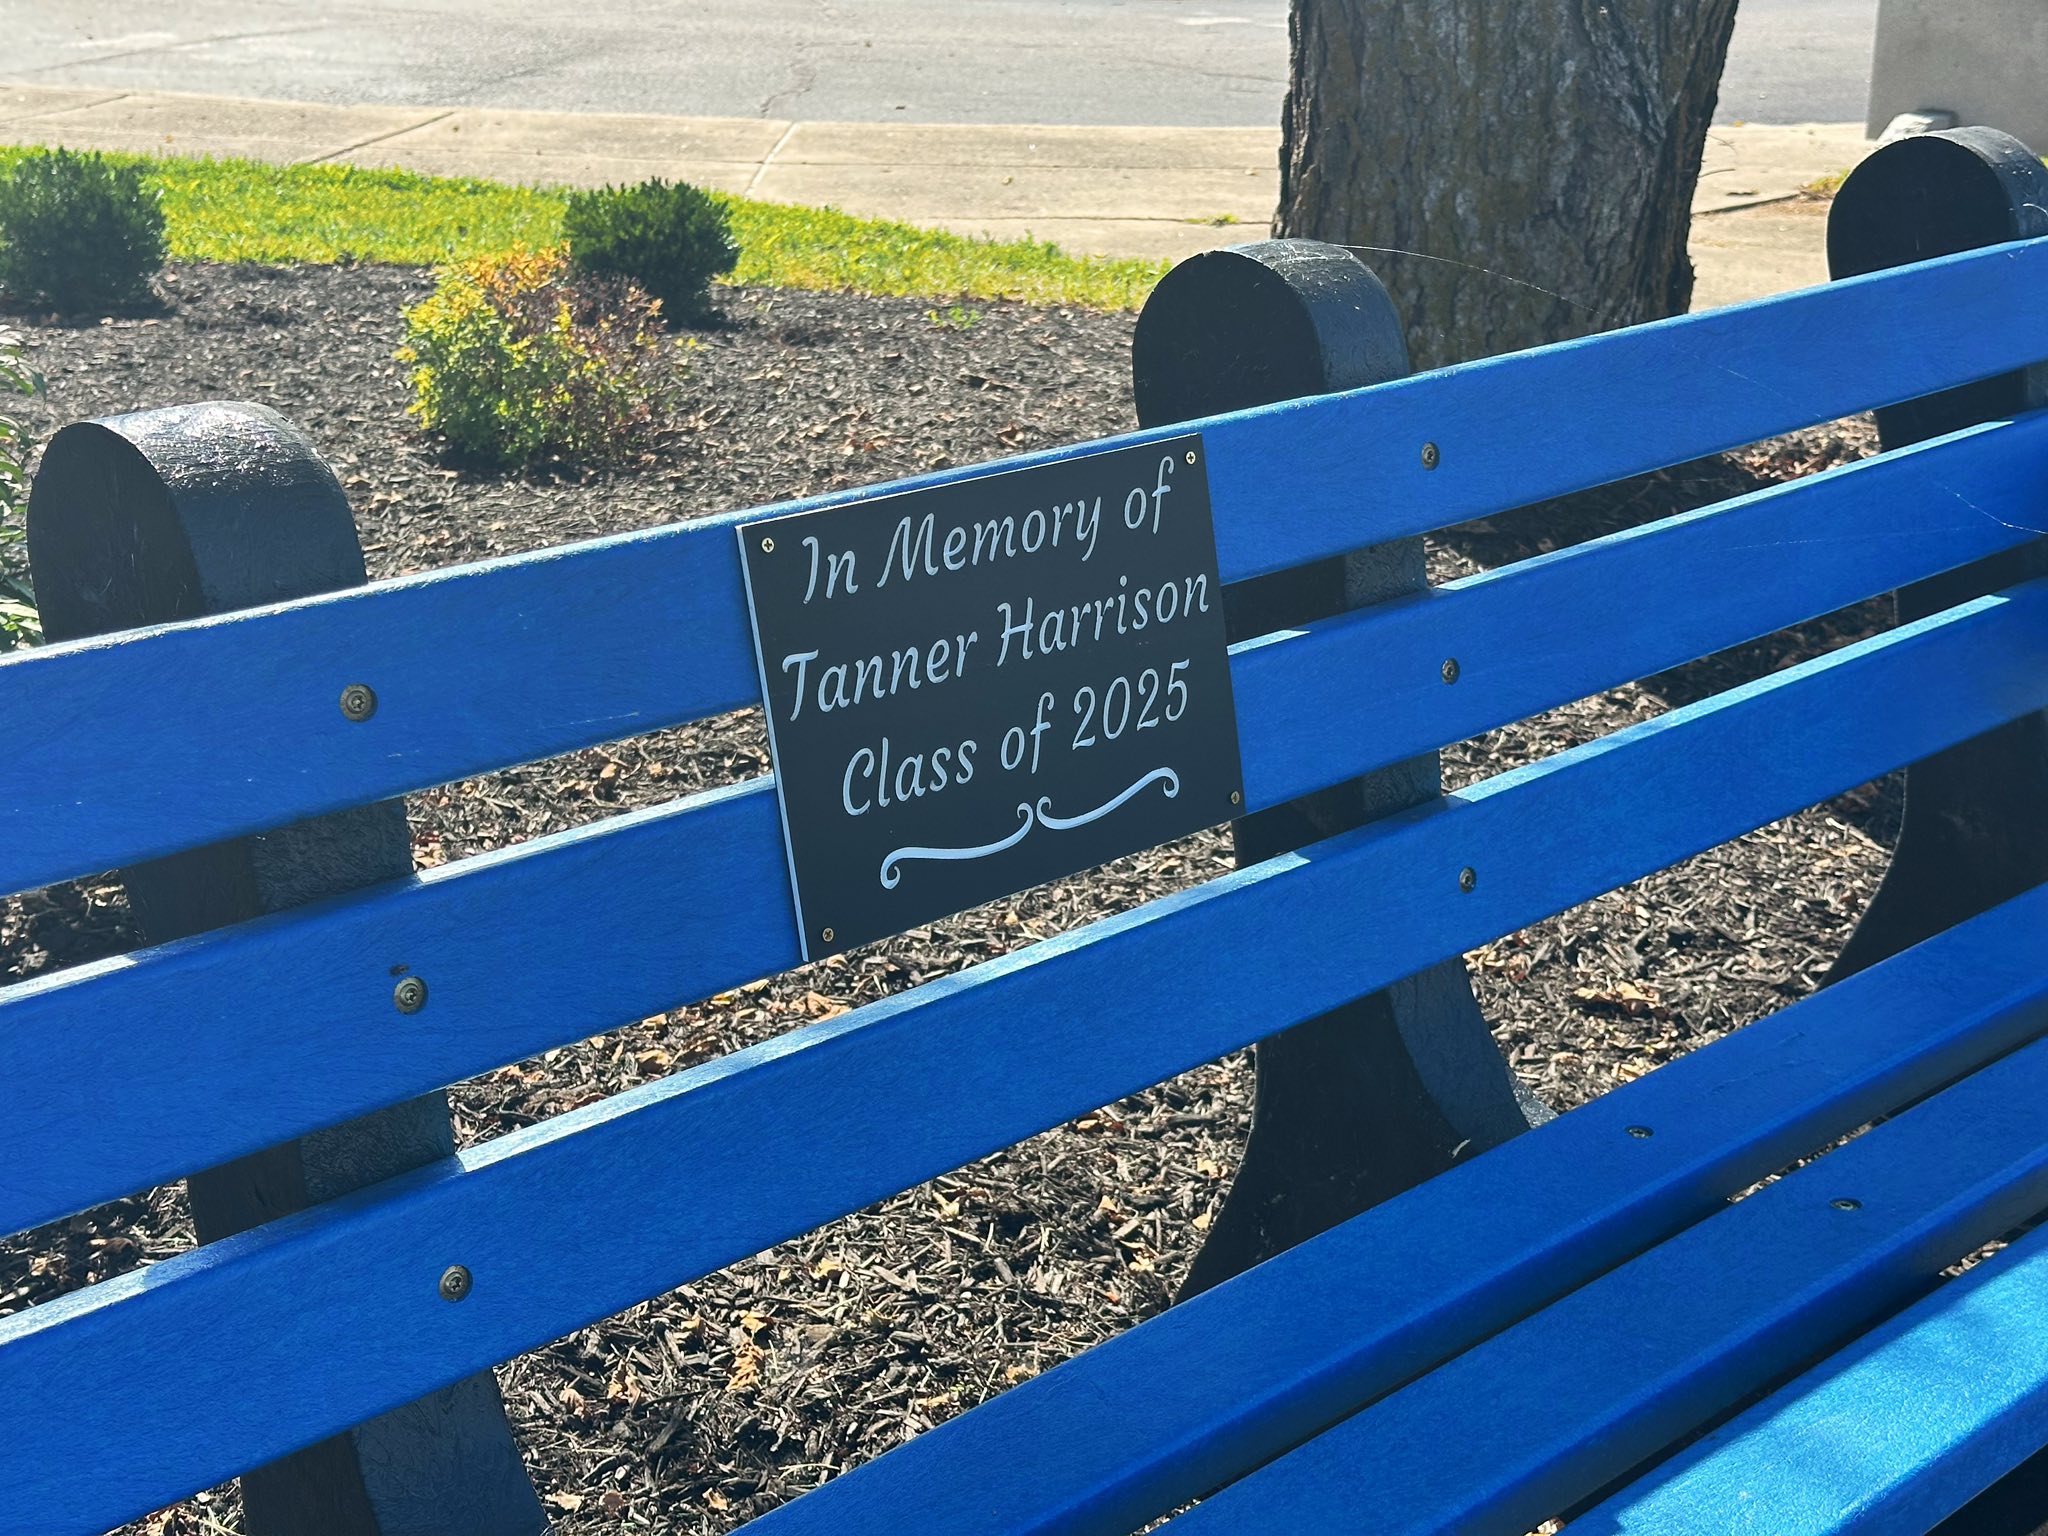 In Memory of
Tanner Harrison
Class of 2025